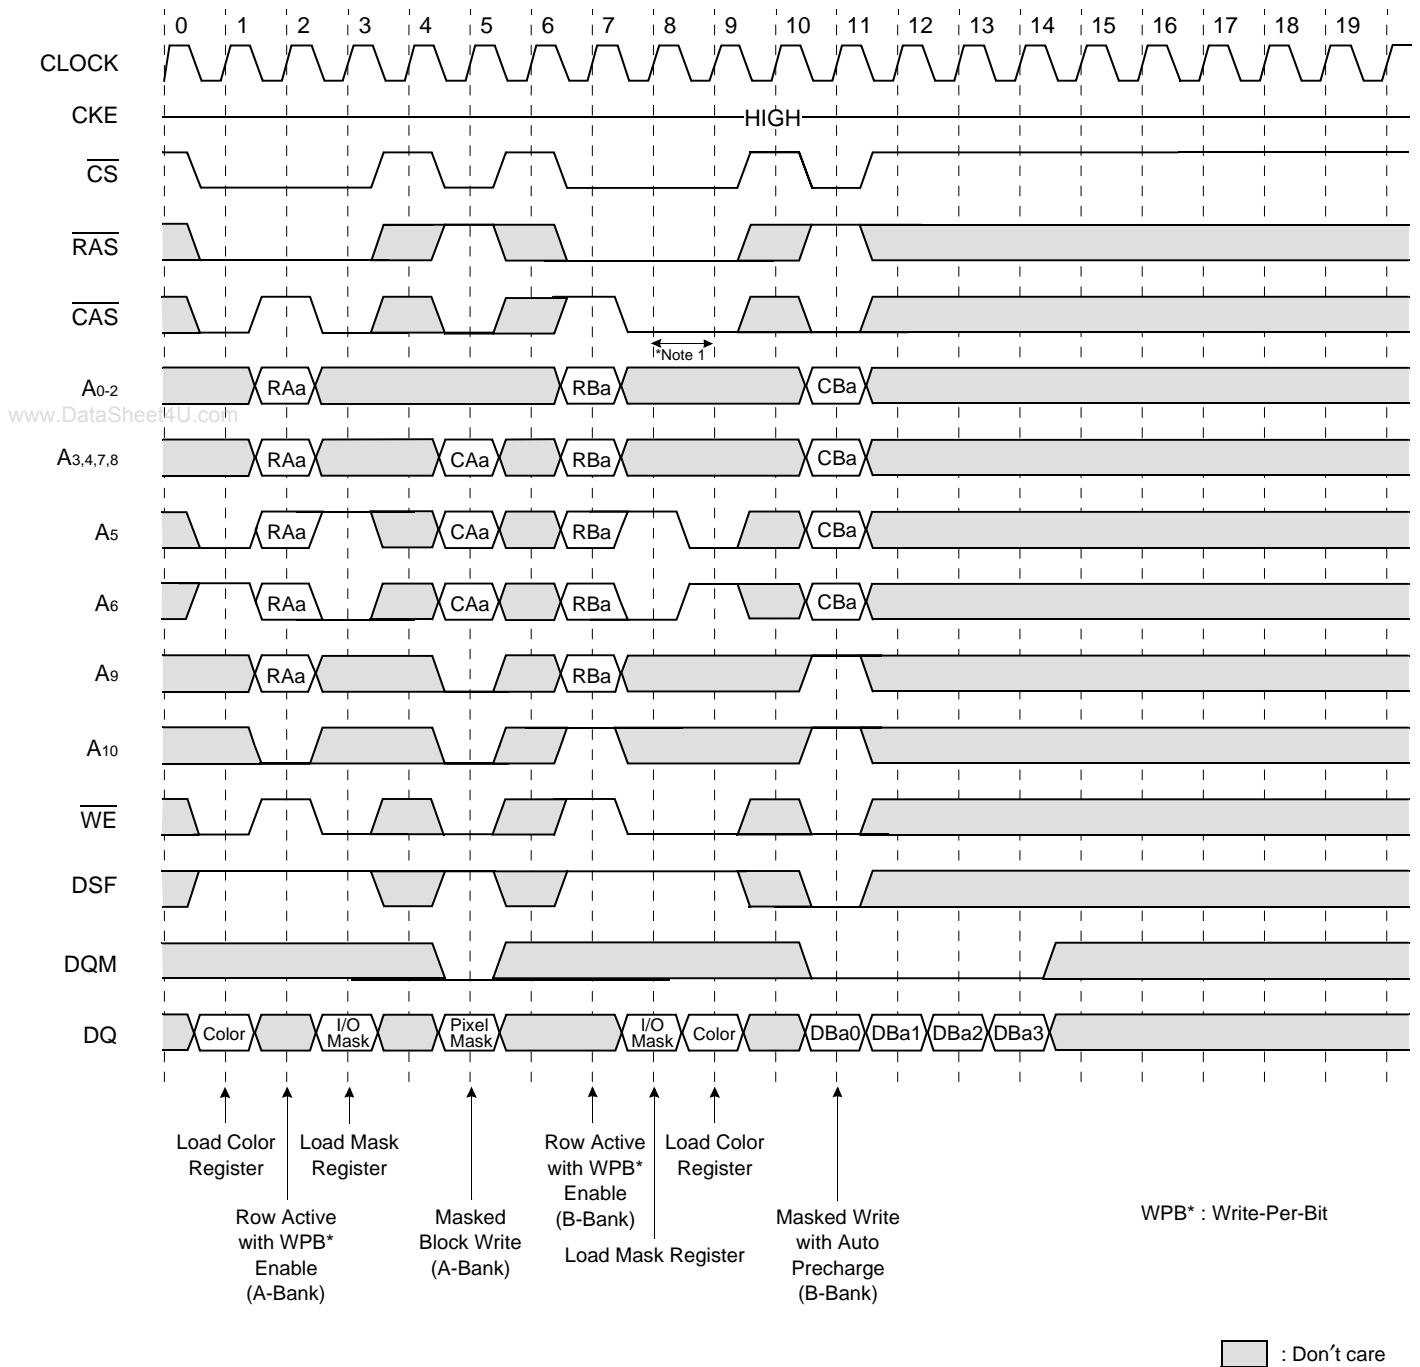 0 1 2 3 4 5 6 7 8 9 10 11 12 13 14 15 16 17 18 19
CLOCK
CKE HIGH
CS
RAS
CAS
*Note 1
A0-2 RAa RBa CBa
www.DataSheet4U.com
A3,4,7,8 RAa CAa RBa CBa
A5 RAa CAa RBa CBa
A6 RAa CAa RBa CBa
A9 RAa RBa
A10
WE
DSF
DQM
DQ Color I/O Mask Pixel Mask I/O Mask Color DBa0 DBa1 DBa2 DBa3
Load Color
Register
Row Active
with WPB*
Enable
(A-Bank)
Load Mask
Register
Masked
Block Write
(A-Bank)
Row Active
with WPB*
Enable
(B-Bank)
Load Mask Register
Load Color
Register
Masked Write
with Auto
Precharge
(B-Bank)
WPB* : Write-Per-Bit
: Don′t care